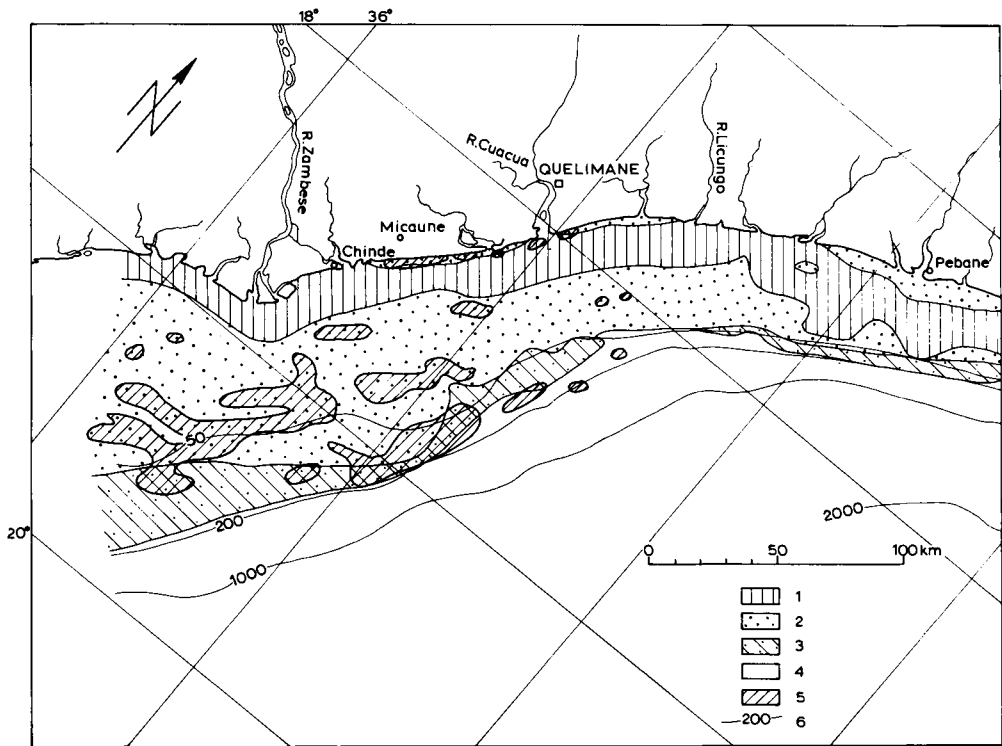 18° 36°
R.Zambese
R.Cuacua
QUELIMANE
R.Licungo
Micaune
Chinde
Pebane
50
200
20°
1000
2000
0 50 100 km
1
2
3
4
5
200 6